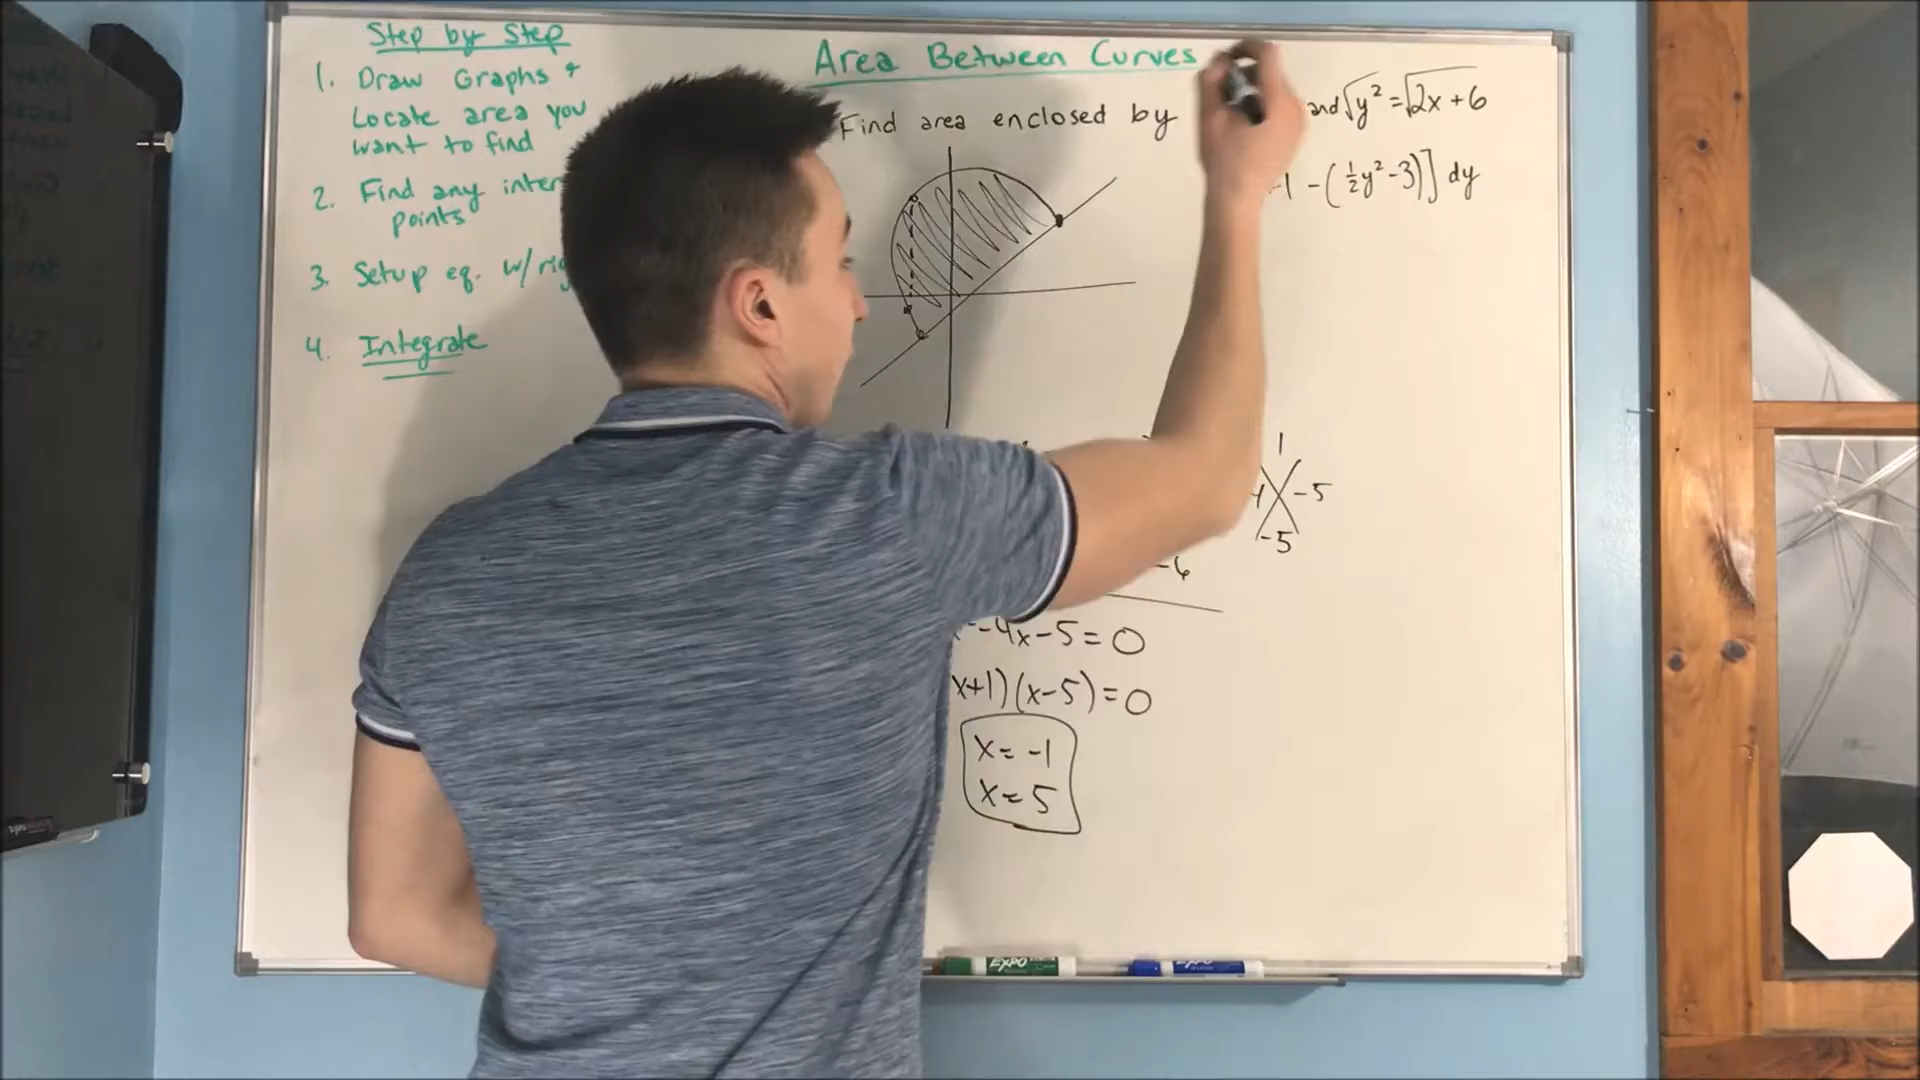 Step by Step
1. Draw Graphs +
Locate area you
want to find
2. Find any
points
3. Setup eq. w/
4. Integrate
Area Between Curves
Find area enclosed by
and √y² = √2x + 6
-1 - (½y² - 3)] dy
1
-5
-5
-6
-4x - 5 = 0
x+1)(x-5) = 0
x = -1
x = 5
EXPO
EXPO